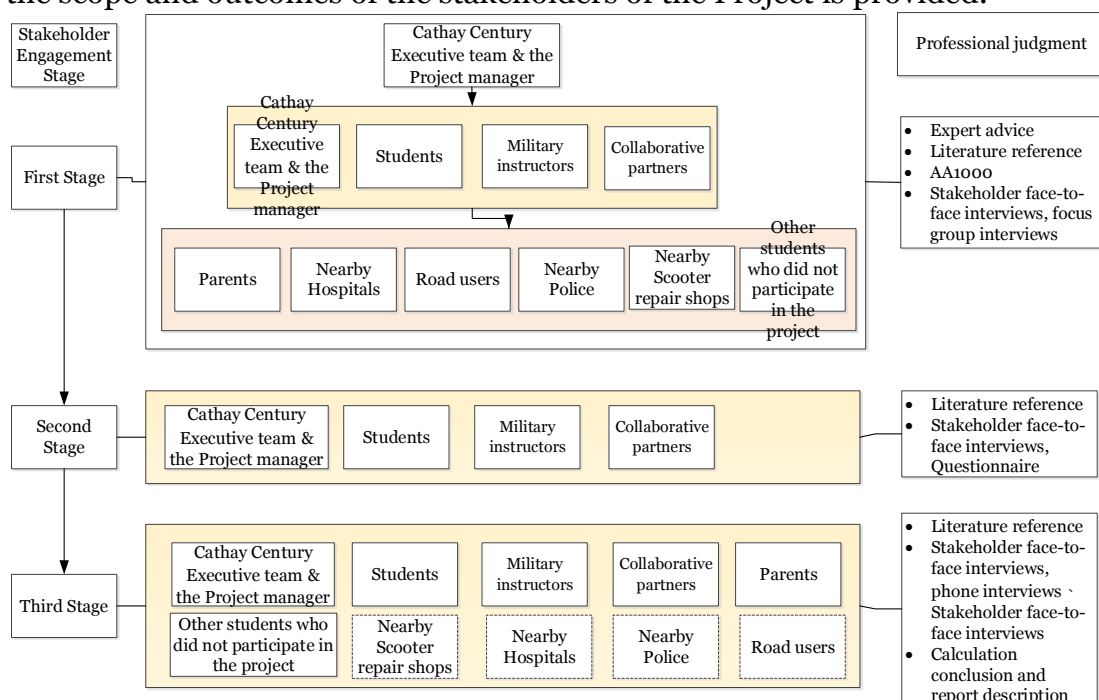 the scope and outcomes of the stakeholders of the Project is provided.
Stakeholder
Engagement
Stage
Cathay Century
Executive team & the
Project manager
Professional judgment
First Stage
Cathay
Century
Executive
team & the
Project
manager
Students
Military
instructors
Collaborative
partners
Parents
Nearby
Hospitals
Road users
Nearby
Police
Nearby
Scooter
repair shops
Other
students
who did not
participate
in the
project
• Expert advice
• Literature reference
• AA1000
• Stakeholder face-to-
face interviews, focus
group interviews
Second
Stage
Cathay Century
Executive team &
the Project manager
Students
Military
instructors
Collaborative
partners
• Literature reference
• Stakeholder face-to-
face interviews,
Questionnaire
Third Stage
Cathay Century
Executive team &
the Project manager
Students
Military
instructors
Collaborative
partners
Parents
Other students who
did not participate in
the project
Nearby
Scooter
repair shops
Nearby
Hospitals
Nearby
Police
Road users
• Literature reference
• Stakeholder face-to-
face interviews,
phone interviews、
Stakeholder face-to-
face interviews
• Calculation
conclusion and
report description